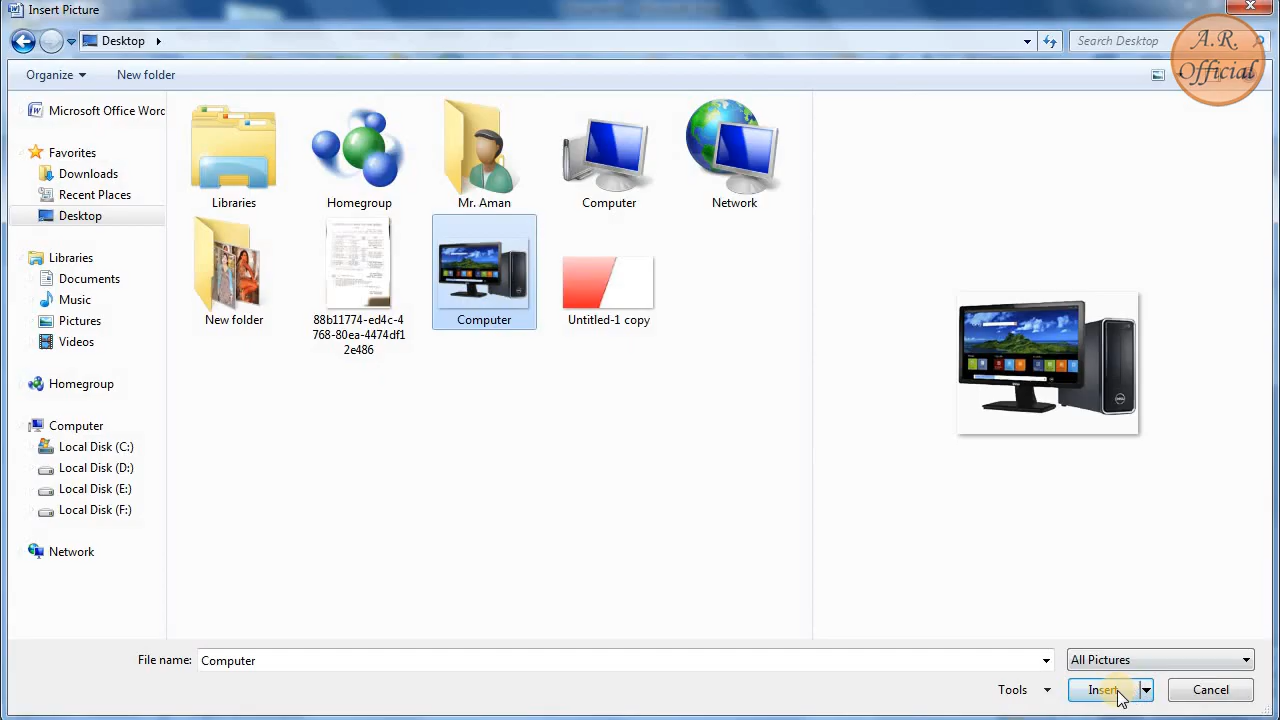 Insert Picture
Desktop
Search Desktop
A.R.
Official
Organize
New folder
Microsoft Office Word
Favorites
Downloads
Recent Places
Desktop
Libraries
Documents
Music
Pictures
Videos
Homegroup
Computer
Local Disk (C:)
Local Disk (D:)
Local Disk (E:)
Local Disk (F:)
Network
Libraries
Homegroup
Mr. Aman
Computer
Network
New folder
88b11774-ed4c-4
768-80ea-4474df1
2e486
Computer
Untitled-1 copy
File name:
Computer
All Pictures
Tools
Insert
Cancel